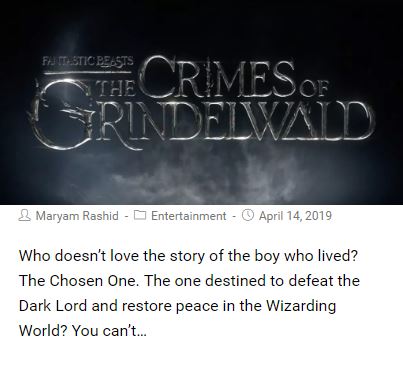 FANTASTIC BEASTS
THE CRIMES OF
GRINDELWALD
Maryam Rashid - Entertainment - April 14, 2019
Who doesn’t love the story of the boy who lived?
The Chosen One. The one destined to defeat the
Dark Lord and restore peace in the Wizarding
World? You can’t…